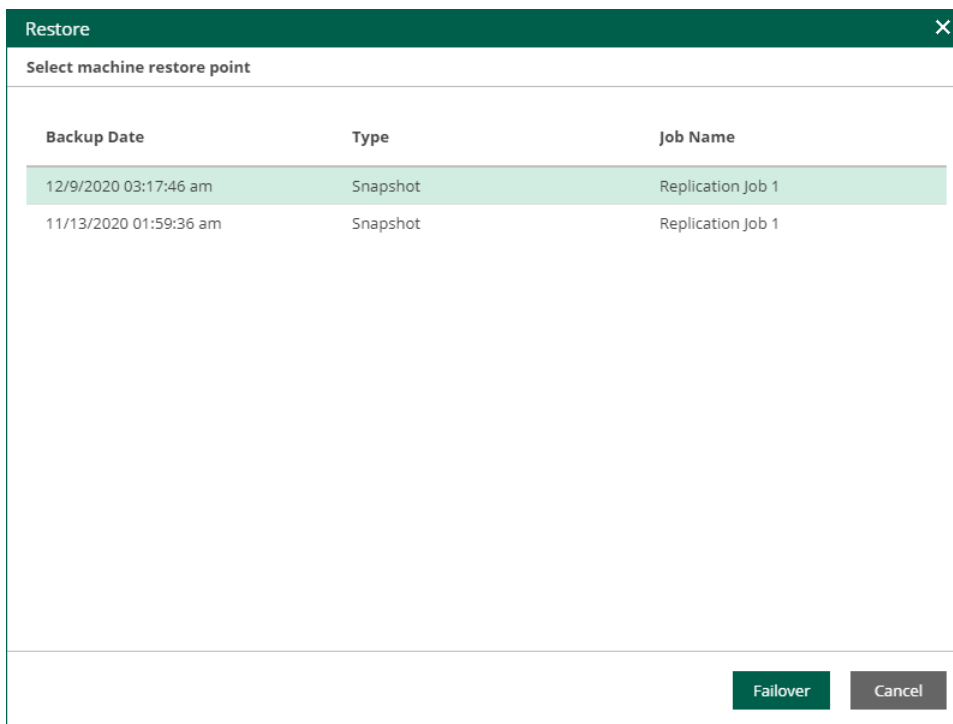 Restore
Select machine restore point
Backup Date Type Job Name
12/9/2020 03:17:46 am Snapshot Replication Job 1
11/13/2020 01:59:36 am Snapshot Replication Job 1
Failover Cancel